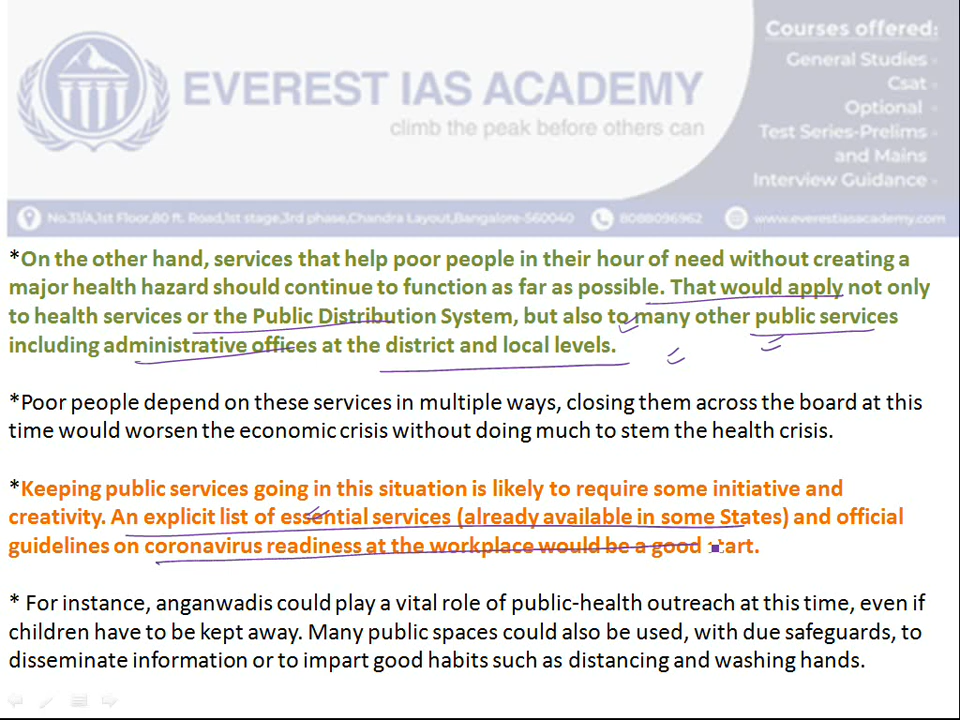 Courses offered:
General Studies -
Csat -
EVEREST IAS ACADEMY
Optional -
climb the peak before others can
Test Series-Prelims -
and Mains
Interview Guidance -
No.31/A,1st Floor,80 ft. Road,1st stage,3rd phase,Chandra Layout,Bangalore-560040
8088096962
www.everestiasacademy.com
*On the other hand, services that help poor people in their hour of need without creating a
major health hazard should continue to function as far as possible. That would apply not only
to health services or the Public Distribution System, but also to many other public services
including administrative offices at the district and local levels.
*Poor people depend on these services in multiple ways, closing them across the board at this
time would worsen the economic crisis without doing much to stem the health crisis.
*Keeping public services going in this situation is likely to require some initiative and
creativity. An explicit list of essential services (already available in some States) and official
guidelines on coronavirus readiness at the workplace would be a good start.
* For instance, anganwadis could play a vital role of public-health outreach at this time, even if
children have to be kept away. Many public spaces could also be used, with due safeguards, to
disseminate information or to impart good habits such as distancing and washing hands.